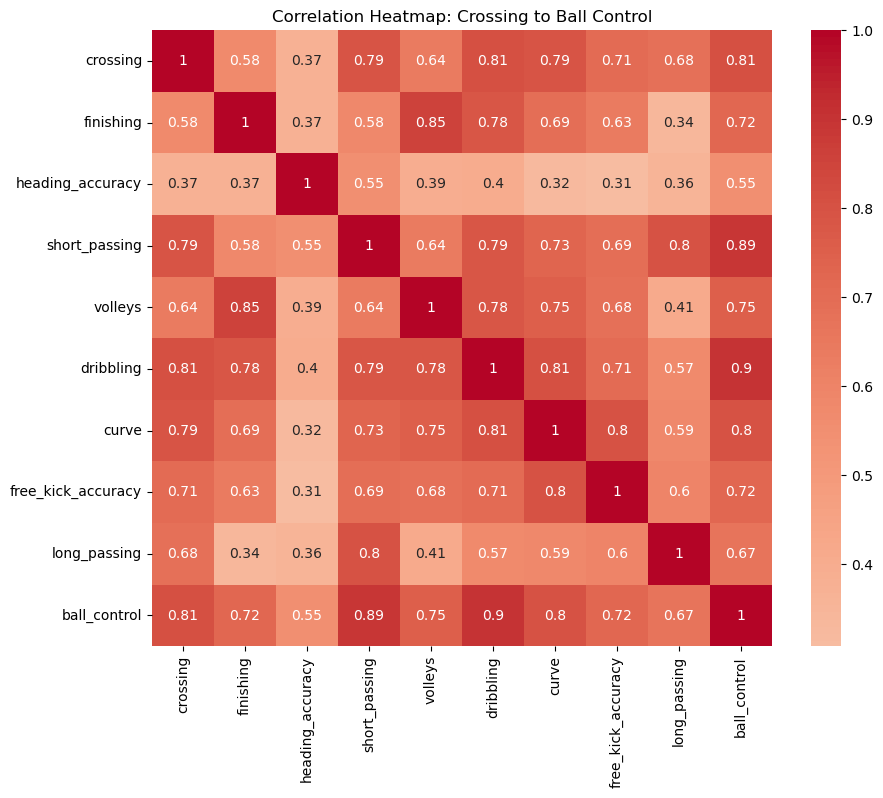 Correlation Heatmap: Crossing to Ball Control
crossing 1 0.58 0.37 0.79 0.64 0.81 0.79 0.71 0.68 0.81
finishing 0.58 1 0.37 0.58 0.85 0.78 0.69 0.63 0.34 0.72
heading_accuracy 0.37 0.37 1 0.55 0.39 0.4 0.32 0.31 0.36 0.55
short_passing 0.79 0.58 0.55 1 0.64 0.79 0.73 0.69 0.8 0.89
volleys 0.64 0.85 0.39 0.64 1 0.78 0.75 0.68 0.41 0.75
dribbling 0.81 0.78 0.4 0.79 0.78 1 0.81 0.71 0.57 0.9
curve 0.79 0.69 0.32 0.73 0.75 0.81 1 0.8 0.59 0.8
free_kick_accuracy 0.71 0.63 0.31 0.69 0.68 0.71 0.8 1 0.6 0.72
long_passing 0.68 0.34 0.36 0.8 0.41 0.57 0.59 0.6 1 0.67
ball_control 0.81 0.72 0.55 0.89 0.75 0.9 0.8 0.72 0.67 1
crossing
finishing
heading_accuracy
short_passing
volleys
dribbling
curve
free_kick_accuracy
long_passing
ball_control
1.0
0.9
0.8
0.7
0.6
0.5
0.4